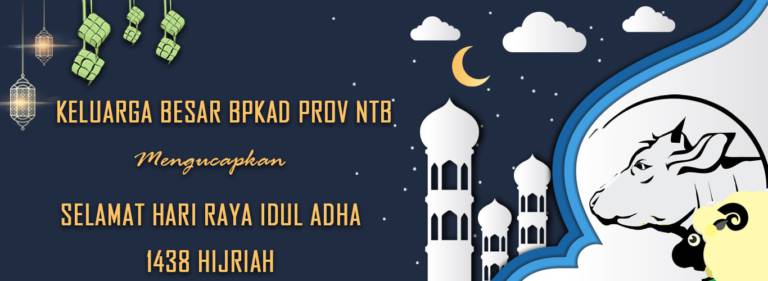 KELUARGA BESAR BPKAD PROV NTB
Mengucapkan
SELAMAT HARI RAYA IDUL ADHA
1438 HIJRIAH